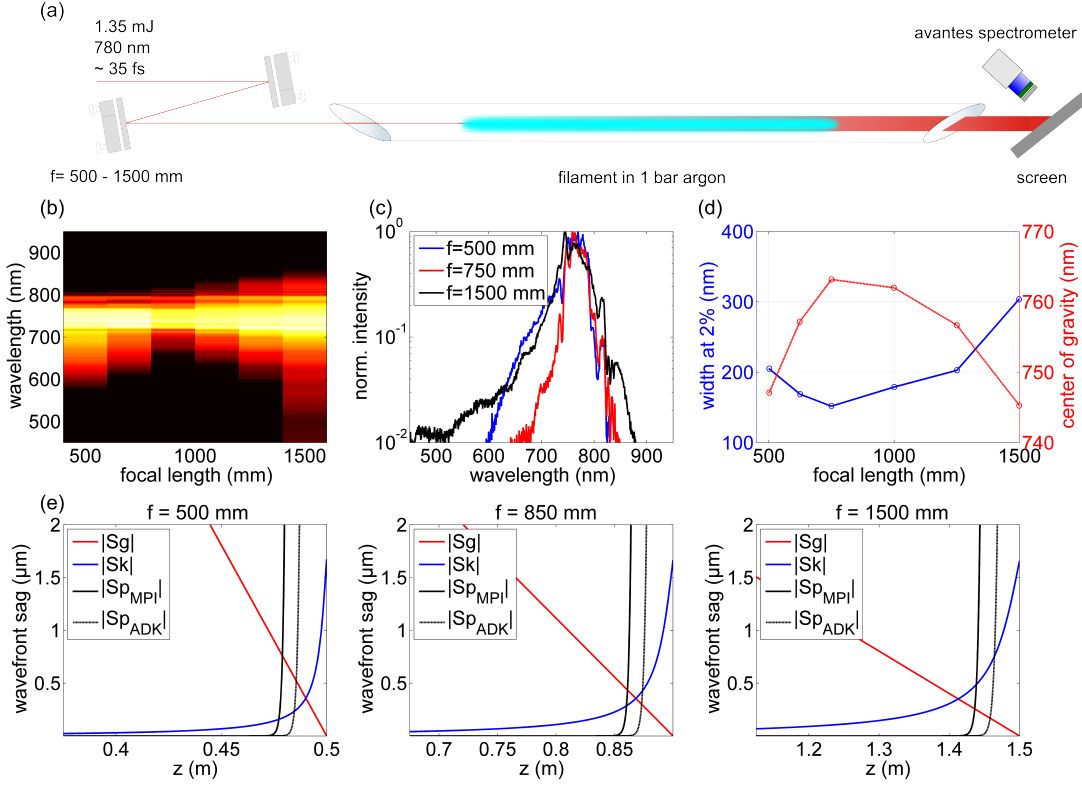 (a)
1.35 mJ
780 nm
~ 35 fs
avantes spectrometer
f= 500 - 1500 mm
filament in 1 bar argon
screen
(b)
wavelength (nm)
900
800
700
600
500
500 1000 1500
focal length (mm)
(c)
norm. intensity
10^0
10^-1
10^-2
f=500 mm
f=750 mm
f=1500 mm
500 600 700 800 900
wavelength (nm)
(d)
width at 2% (nm)
400
300
200
100
center of gravity (nm)
770
760
750
740
500 1000 1500
focal length (mm)
(e)
f = 500 mm
wavefront sag (μm)
2
1.5
1
0.5
|Sg|
|Sk|
|Sp_MPI|
|Sp_ADK|
0.4 0.45 0.5
z (m)
f = 850 mm
wavefront sag (μm)
2
1.5
1
0.5
|Sg|
|Sk|
|Sp_MPI|
|Sp_ADK|
0.7 0.75 0.8 0.85
z (m)
f = 1500 mm
wavefront sag (μm)
2
1.5
1
0.5
|Sg|
|Sk|
|Sp_MPI|
|Sp_ADK|
1.2 1.3 1.4 1.5
z (m)